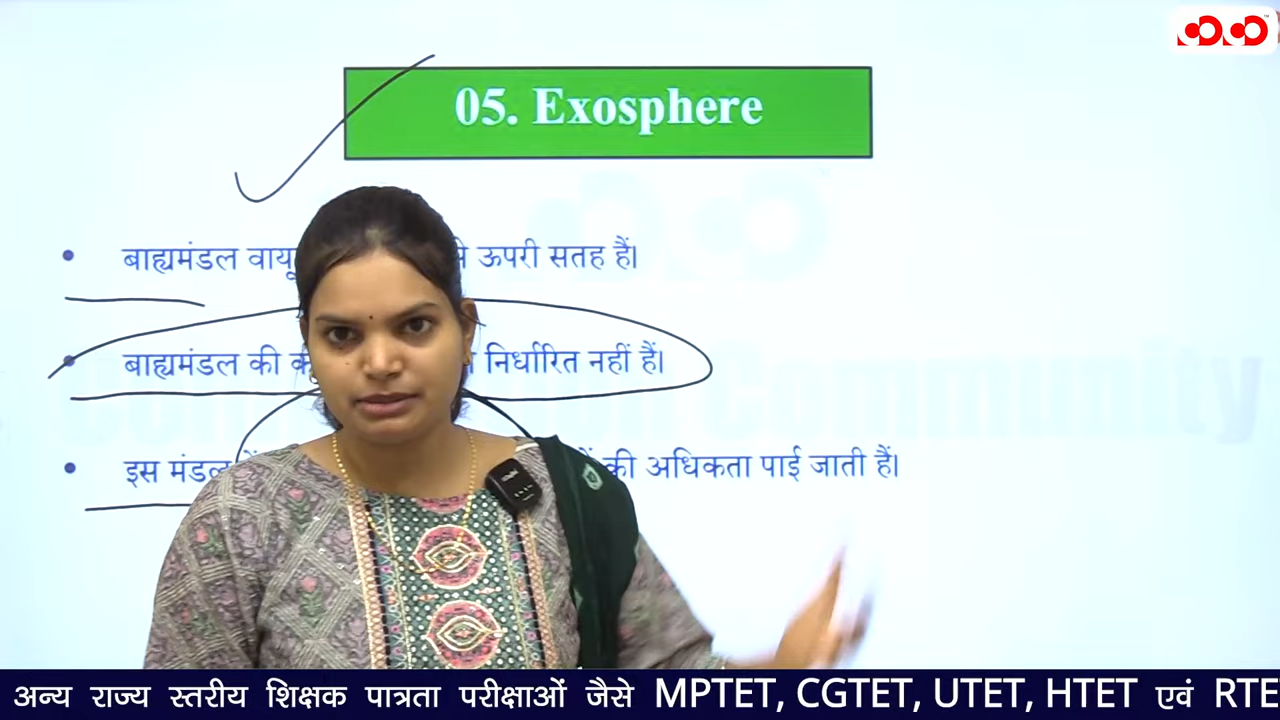 05. Exosphere
• बाह्यमंडल ऊपरी सतह हैं।
• बाह्यमंडल की निर्धारित नहीं हैं।
• इस मंडल की अधिकता पाई जाती हैं।
अन्य राज्य स्तरीय शिक्षक पात्रता परीक्षाओं जैसे MPTET, CGTET, UTET, HTET एवं RTE